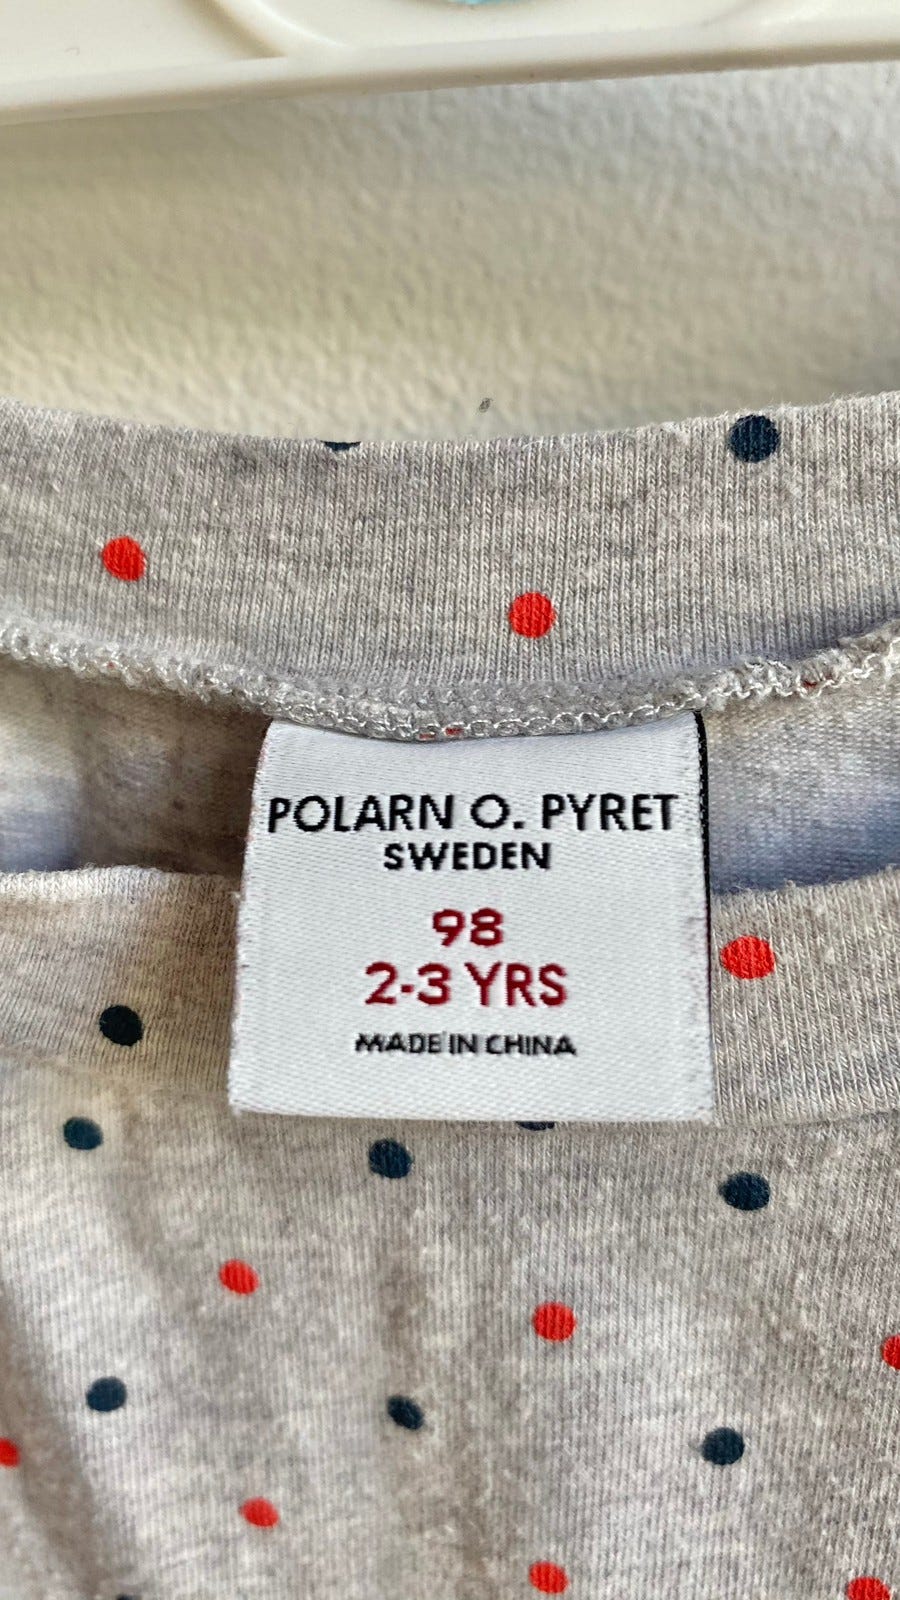 POLARN O. PYRET
SWEDEN
98
2-3 YRS
MADE IN CHINA